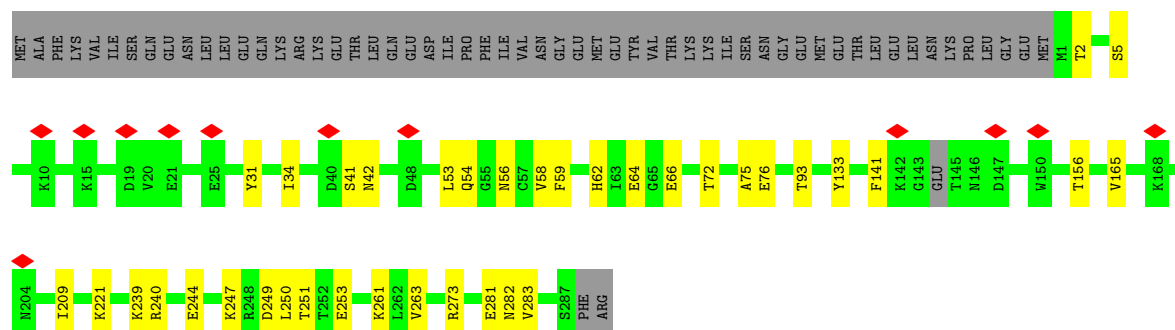 MET ALA PHE LYS VAL ILE SER GLN GLU ASN LEU LEU GLU GLN LYS ARG LYS GLU THR LEU GLN GLU ASP ILE PRO PHE ILE VAL ASN GLY GLU MET GLU TYR VAL THR LYS LYS ILE SER ASN GLY GLU MET GLU THR LEU GLU LEU ASN LYS PRO LEU GLY GLU MET M1 T2 S5
K10 K15 D19 V20 E21 E25 Y31 I34 D40 S41 N42 D48 L53 Q54 G55 N56 C57 V58 F59 H62 I63 E64 G65 E66 T72 A75 E76 T93 Y133 F141 K142 G143 GLU T145 N146 D147 W150 T156 V165 K168
N204 I209 K221 K239 R240 E244 K247 R248 D249 L250 T251 T252 E253 K261 L262 V263 R273 E281 N282 V283 S287 PHE ARG